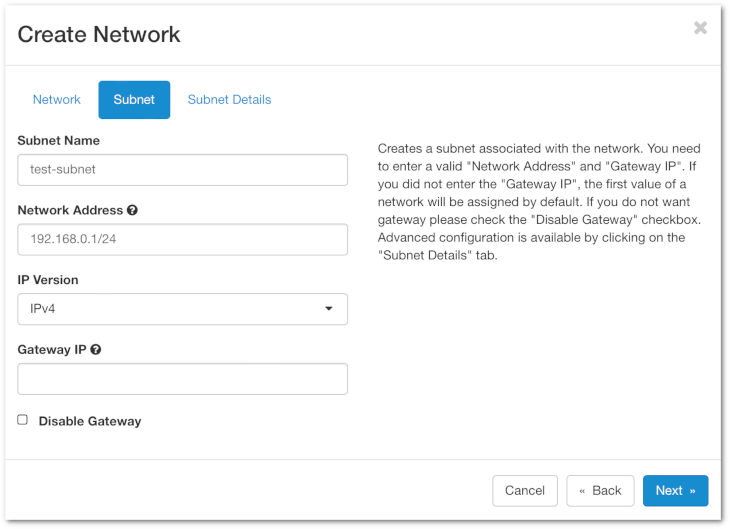 Create Network
Network
Subnet
Subnet Details
Subnet Name
test-subnet
Network Address
192.168.0.1/24
IP Version
IPv4
Gateway IP
Disable Gateway
Creates a subnet associated with the network. You need
to enter a valid "Network Address" and "Gateway IP". If
you did not enter the "Gateway IP", the first value of a
network will be assigned by default. If you do not want
gateway please check the "Disable Gateway" checkbox.
Advanced configuration is available by clicking on the
"Subnet Details" tab.
Cancel
« Back
Next »